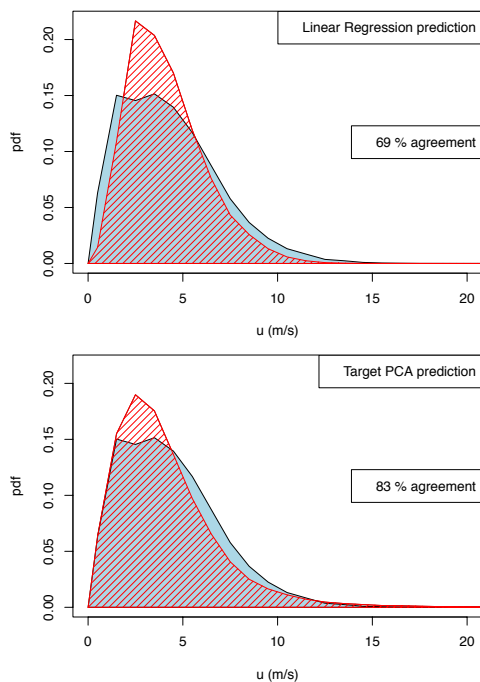 Linear Regression prediction
69 % agreement
pdf
0.00
0.05
0.10
0.15
0.20
0
5
10
15
20
u (m/s)
Target PCA prediction
83 % agreement
pdf
0.00
0.05
0.10
0.15
0.20
0
5
10
15
20
u (m/s)